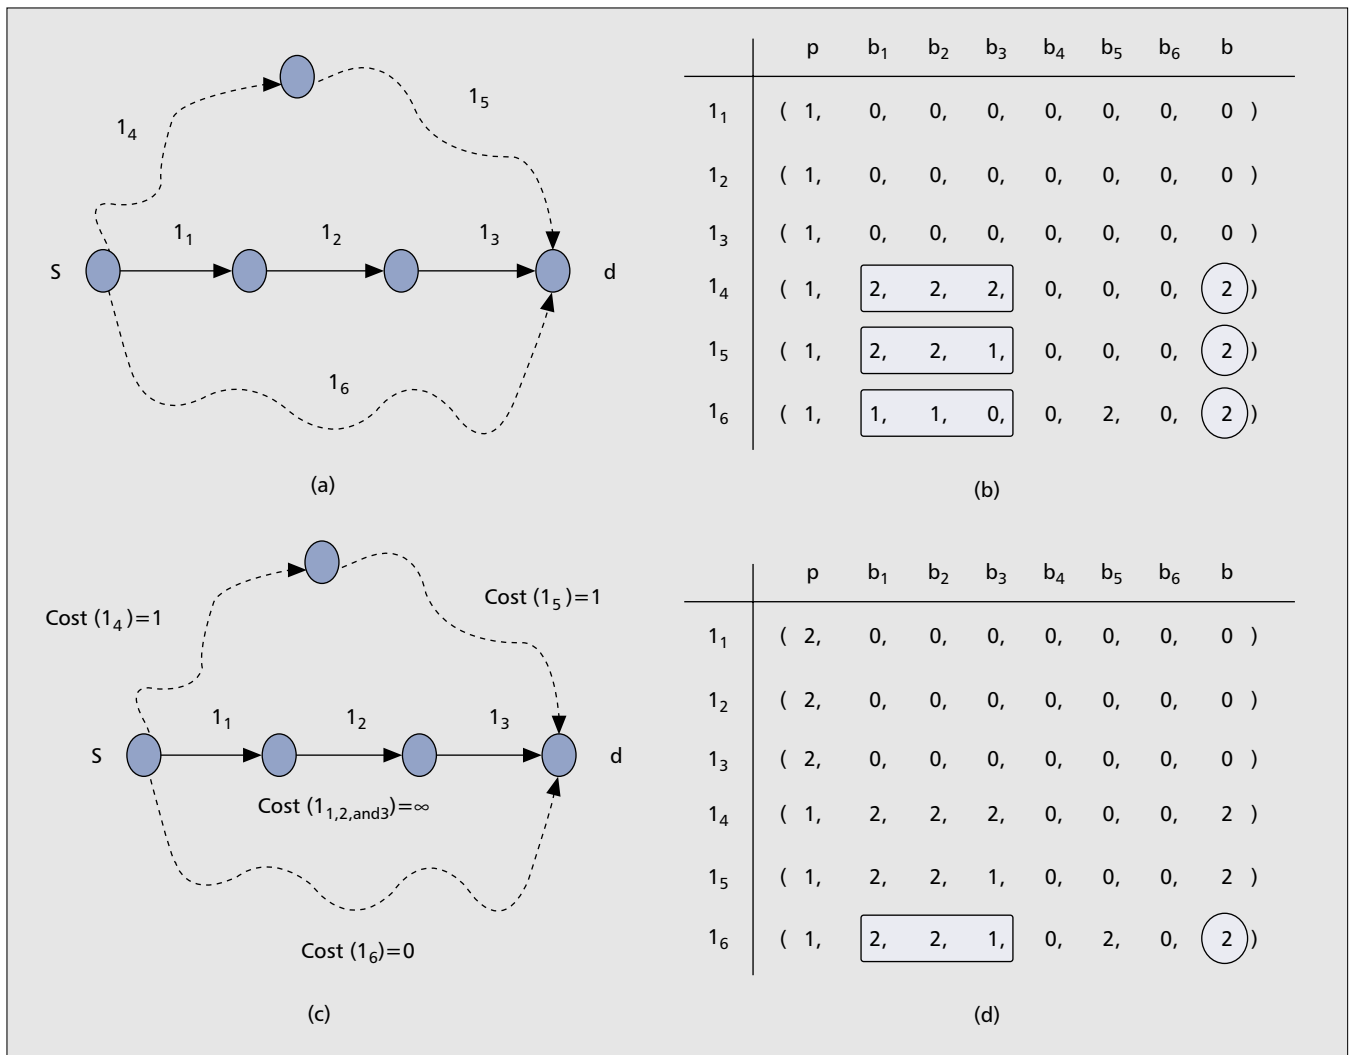 1₄
1₅
1₁ 1₂ 1₃
S d
1₆
(a)
p b₁ b₂ b₃ b₄ b₅ b₆ b
1₁ ( 1, 0, 0, 0, 0, 0, 0, 0 )
1₂ ( 1, 0, 0, 0, 0, 0, 0, 0 )
1₃ ( 1, 0, 0, 0, 0, 0, 0, 0 )
1₄ ( 1, 2, 2, 2, 0, 0, 0, 2 )
1₅ ( 1, 2, 2, 1, 0, 0, 0, 2 )
1₆ ( 1, 1, 1, 0, 0, 2, 0, 2 )
(b)
Cost (1₄)=1
Cost (1₅)=1
1₁ 1₂ 1₃
S d
Cost (1₁,₂,ₐₙd₃)=∞
Cost (1₆)=0
(c)
p b₁ b₂ b₃ b₄ b₅ b₆ b
1₁ ( 2, 0, 0, 0, 0, 0, 0, 0 )
1₂ ( 2, 0, 0, 0, 0, 0, 0, 0 )
1₃ ( 2, 0, 0, 0, 0, 0, 0, 0 )
1₄ ( 1, 2, 2, 2, 0, 0, 0, 2 )
1₅ ( 1, 2, 2, 1, 0, 0, 0, 2 )
1₆ ( 1, 2, 2, 1, 0, 2, 0, 2 )
(d)